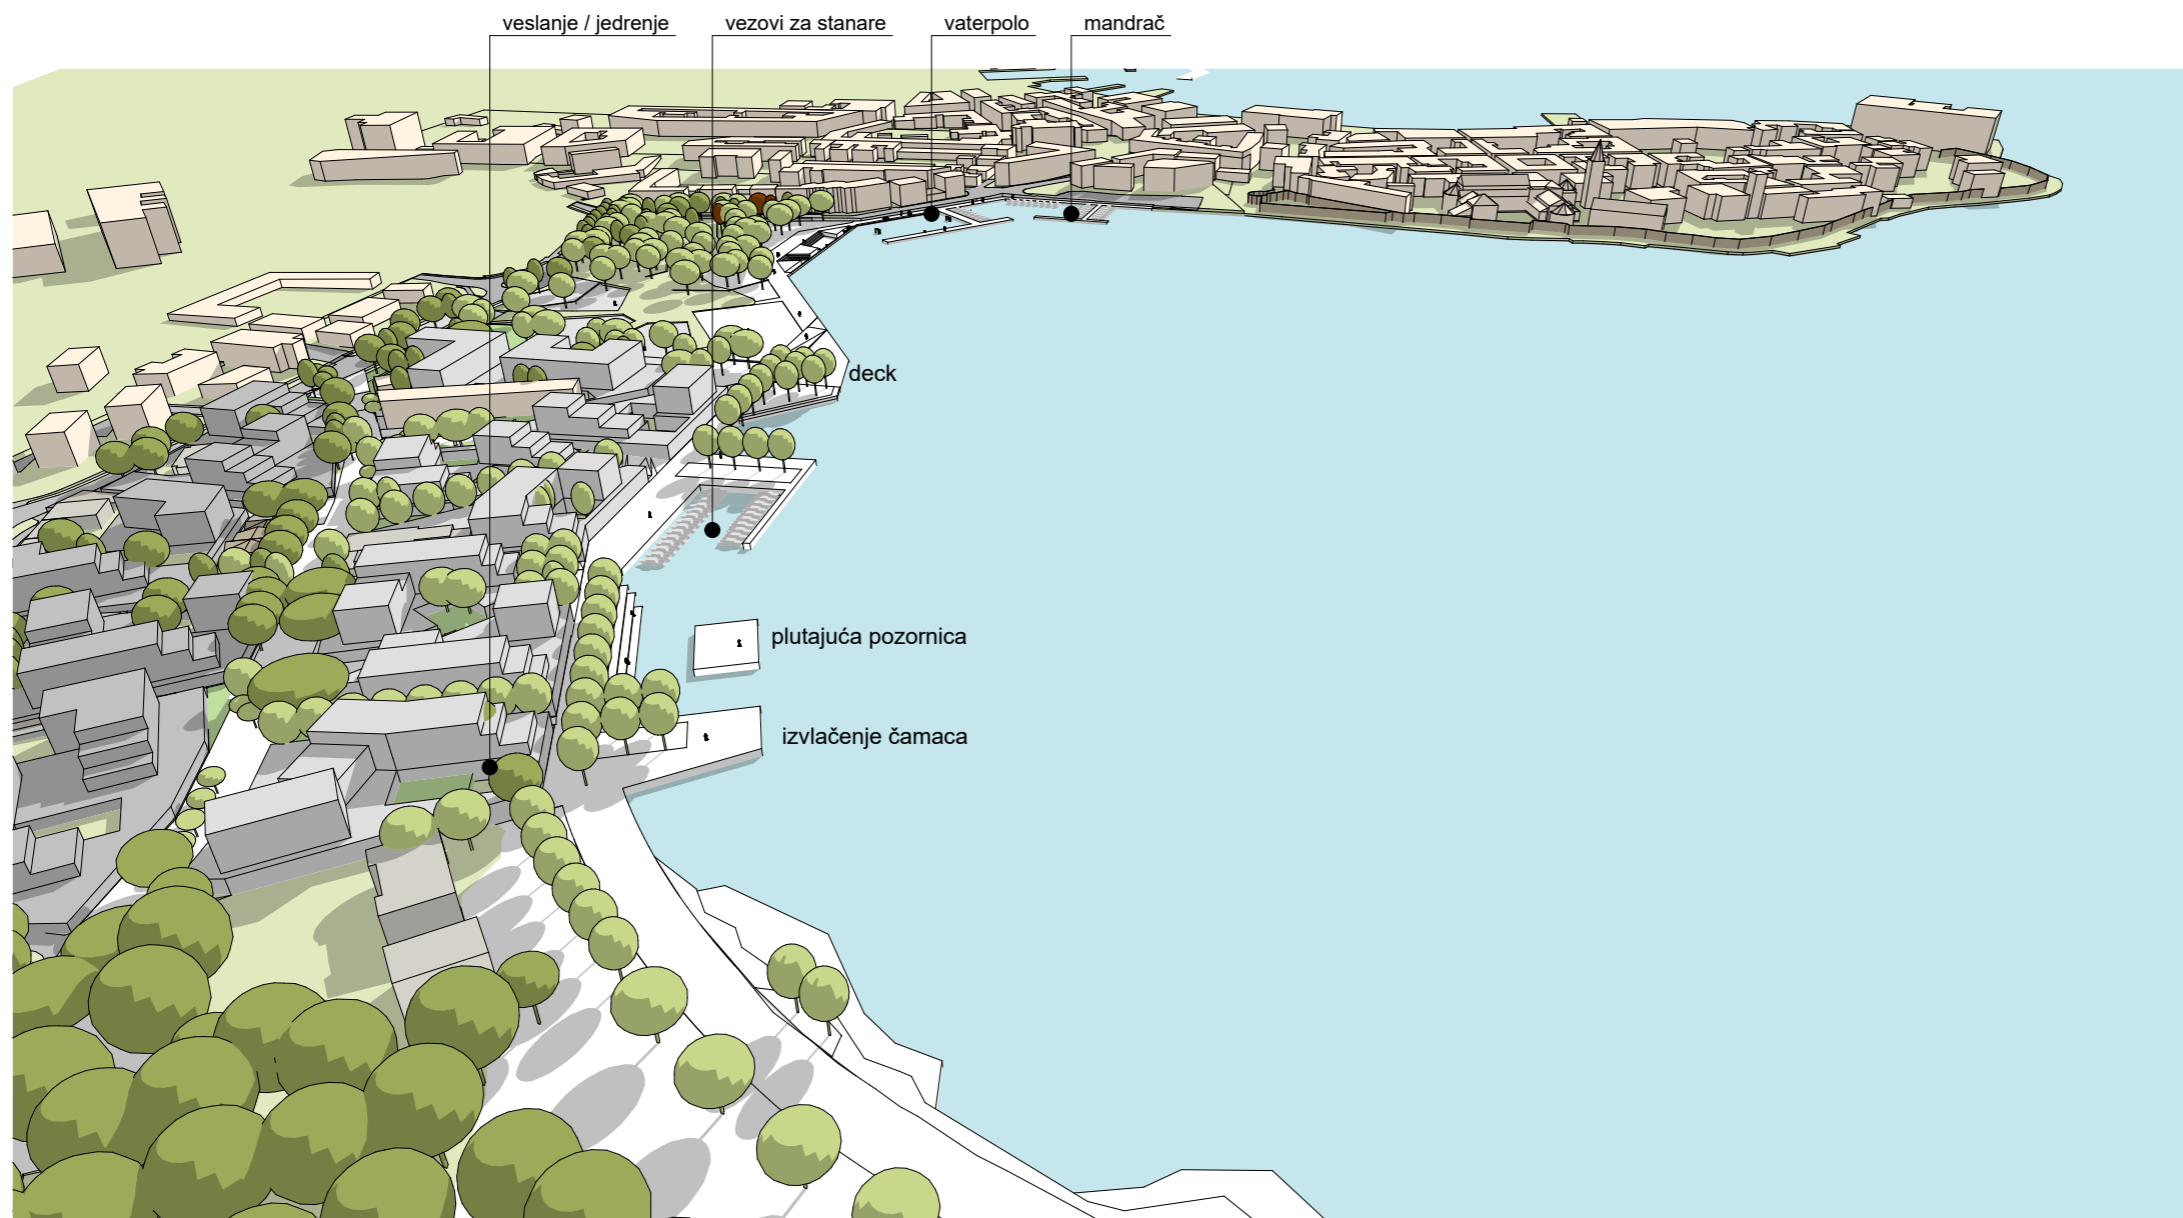 veslanje / jedrenje
vezovi za stanare
vaterpolo
mandrač
deck
plutajuća pozornica
izvlačenje čamaca